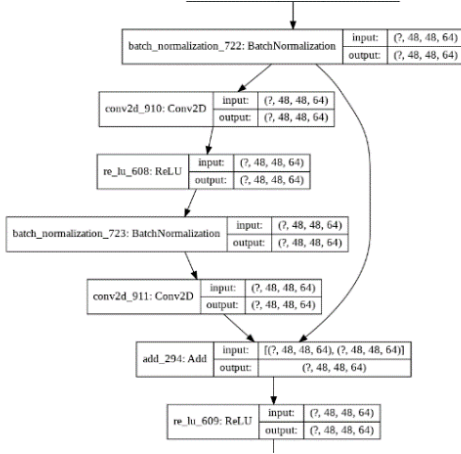 batch_normalization_722: BatchNormalization
input: (?, 48, 48, 64)
output: (?, 48, 48, 64)
conv2d_910: Conv2D
input: (?, 48, 48, 64)
output: (?, 48, 48, 64)
re_lu_608: ReLU
input: (?, 48, 48, 64)
output: (?, 48, 48, 64)
batch_normalization_723: BatchNormalization
input: (?, 48, 48, 64)
output: (?, 48, 48, 64)
conv2d_911: Conv2D
input: (?, 48, 48, 64)
output: (?, 48, 48, 64)
add_294: Add
input: [(?, 48, 48, 64), (?, 48, 48, 64)]
output: (?, 48, 48, 64)
re_lu_609: ReLU
input: (?, 48, 48, 64)
output: (?, 48, 48, 64)